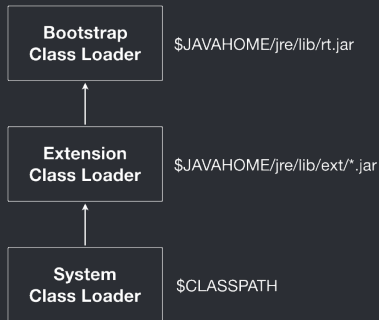 Bootstrap
Class Loader
$JAVAHOME/jre/lib/rt.jar
Extension
Class Loader
$JAVAHOME/jre/lib/ext/*.jar
System
Class Loader
$CLASSPATH